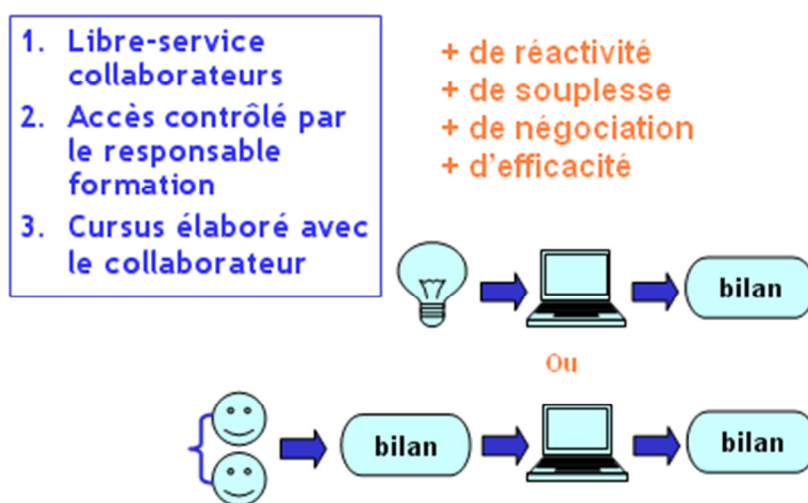 1. Libre-service
collaborateurs
2. Accès contrôlé par
le responsable
formation
3. Cursus élaboré avec
le collaborateur
+ de réactivité
+ de souplesse
+ de négociation
+ d'efficacité
bilan
Ou
bilan
bilan